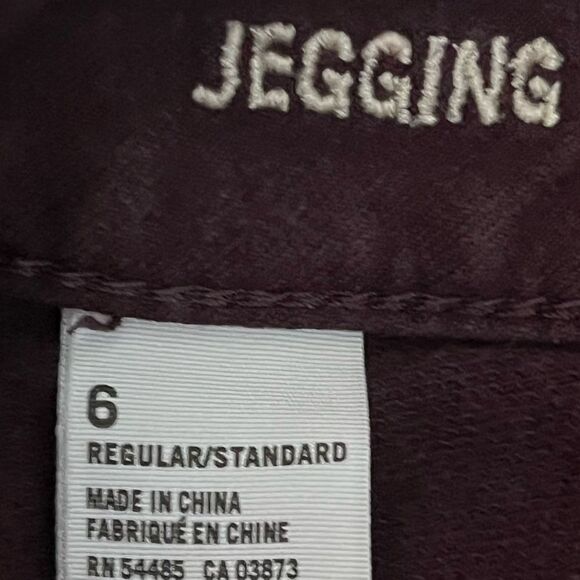 JEGGING
6
REGULAR/STANDARD
MADE IN CHINA
FABRIQUÉ EN CHINE
RN 54485 CA 03873